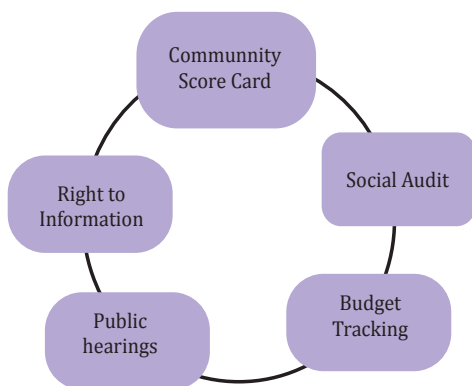 Communnity
Score Card
Social Audit
Budget
Tracking
Public
hearings
Right to
Information